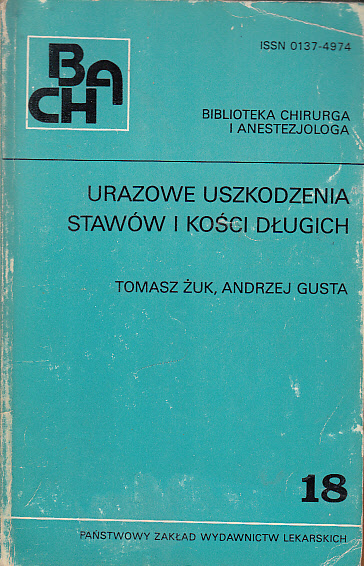 BACH
ISSN 0137-4974
BIBLIOTEKA CHIRURGA
I ANESTEZJOLOGA
URAZOWE USZKODZENIA
STAWÓW I KOŚCI DŁUGICH
TOMASZ ŻUK, ANDRZEJ GUSTA
18
PAŃSTWOWY ZAKŁAD WYDAWNICTW LEKARSKICH